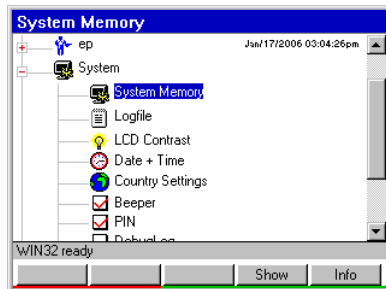 System Memory
ep Jan/17/2006 03:04:26pm
System
System Memory
Logfile
LCD Contrast
Date + Time
Country Settings
Beeper
PIN
DebugLog
WIN32 ready
Show Info